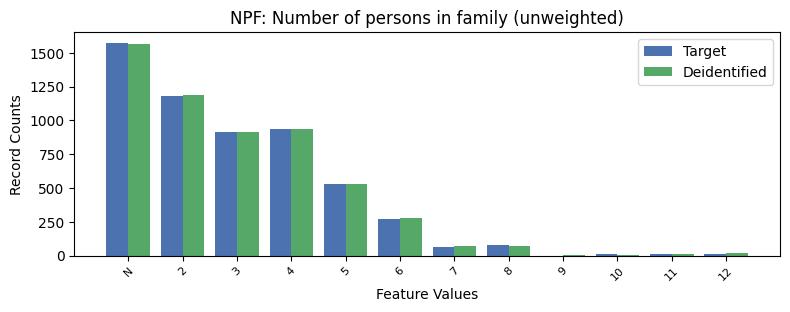 NPF: Number of persons in family (unweighted)
Target
Deidentified
Record Counts
1500
1250
1000
750
500
250
0
N 2 3 4 5 6 7 8 9 10 11 12
Feature Values